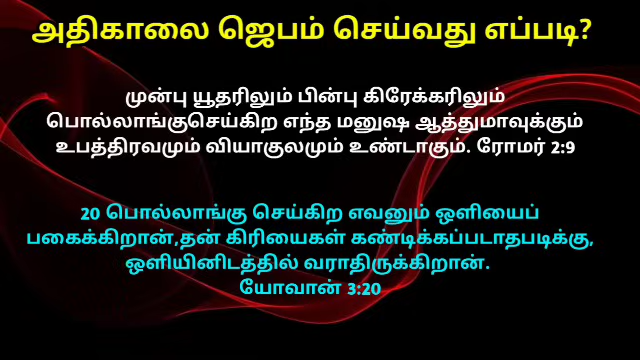 அதிகாலை ஜெபம் செய்வது எப்படி?
முன்பு யூதரிலும் பின்பு கிரேக்கரிலும்
பொல்லாங்குசெய்கிற எந்த மனுஷ ஆத்துமாவுக்கும்
உபத்திரவமும் வியாகுலமும் உண்டாகும். ரோமர் 2:9
20 பொல்லாங்கு செய்கிற எவனும் ஒளியைப்
பகைக்கிறான்,தன் கிரியைகள் கண்டிக்கப்படாதபடிக்கு,
ஒளியினிடத்தில் வராதிருக்கிறான்.
யோவான் 3:20